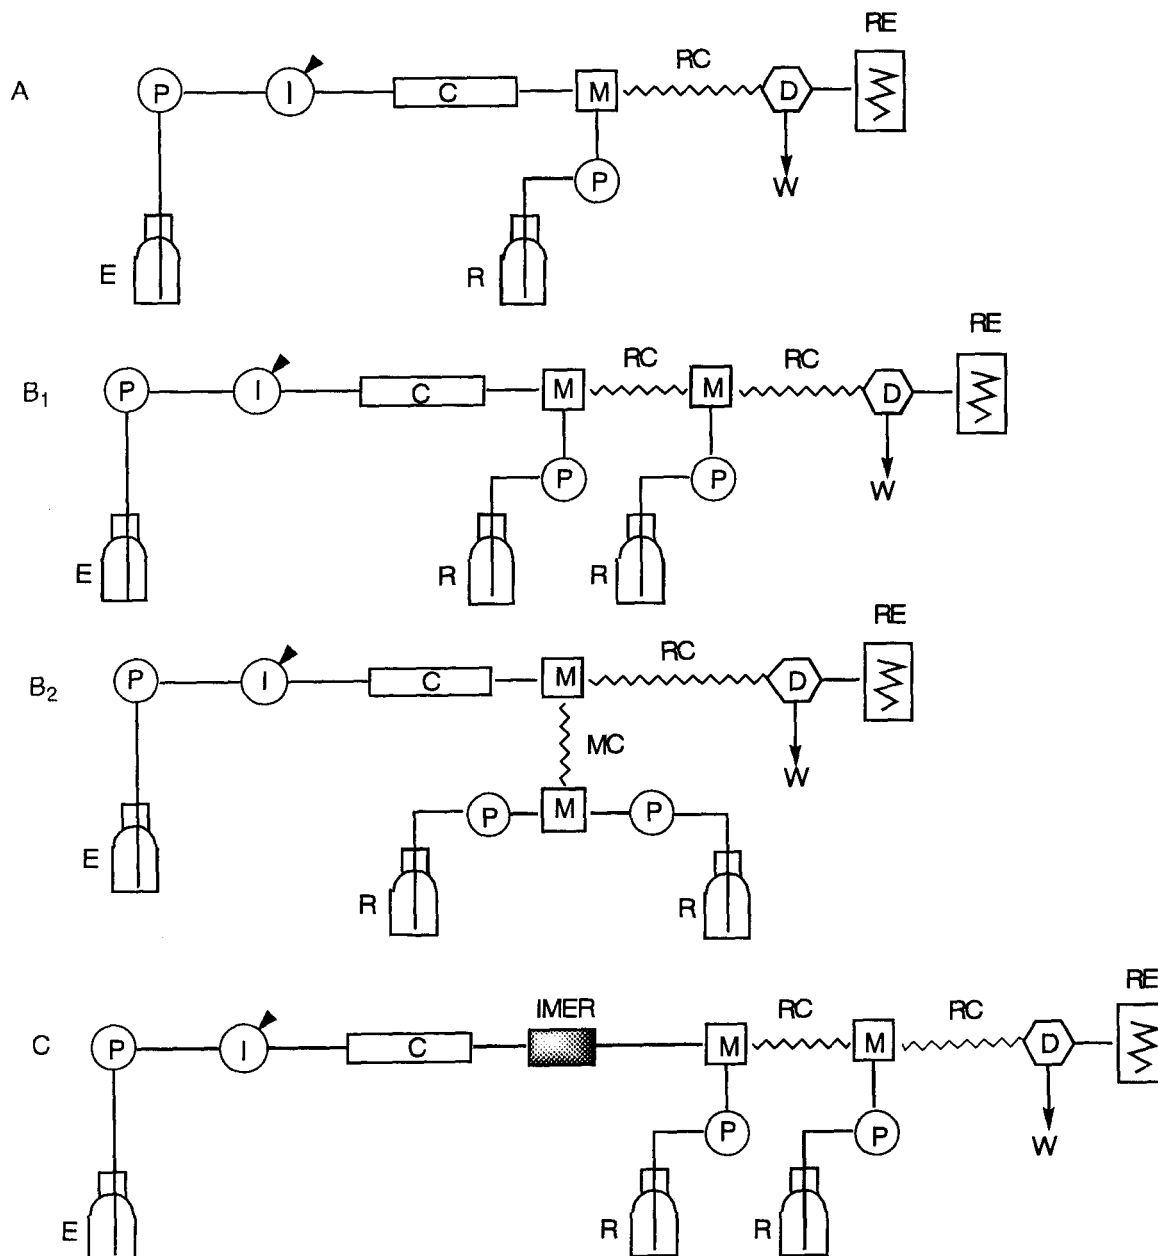 RE
A P I C M RC D
P W
E R
RE
B1 P I C M RC M RC D
P P W
E R R
RE
B2 P I C M RC D
MC W
P M P
E R R
RE
IMER RC RC
C P I C M M D
P P W
E R R